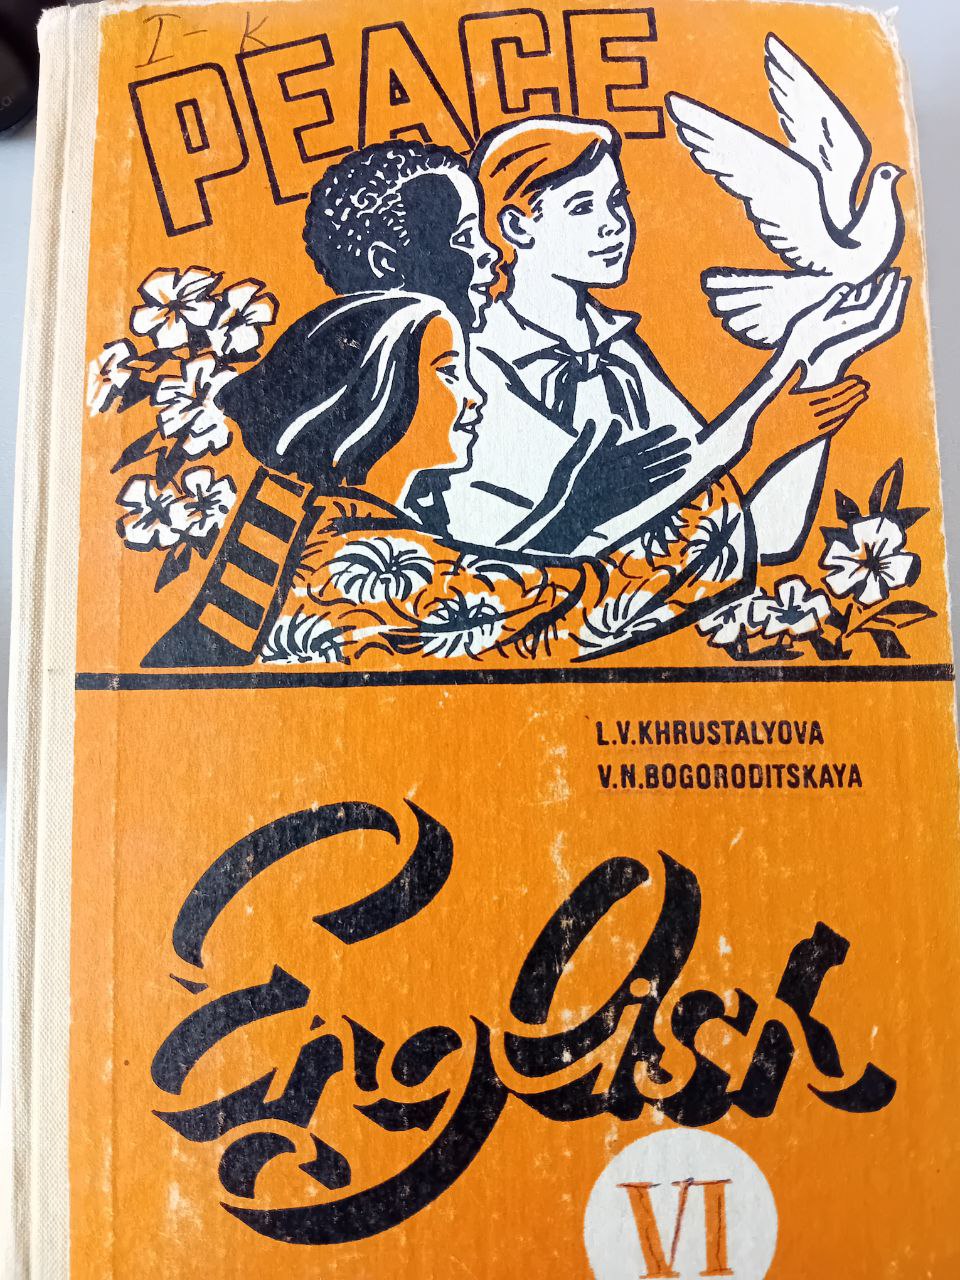 I - K
PEACE
L.V.KHRUSTALYOVA
V.N.BOGORODITSKAYA
English
VI